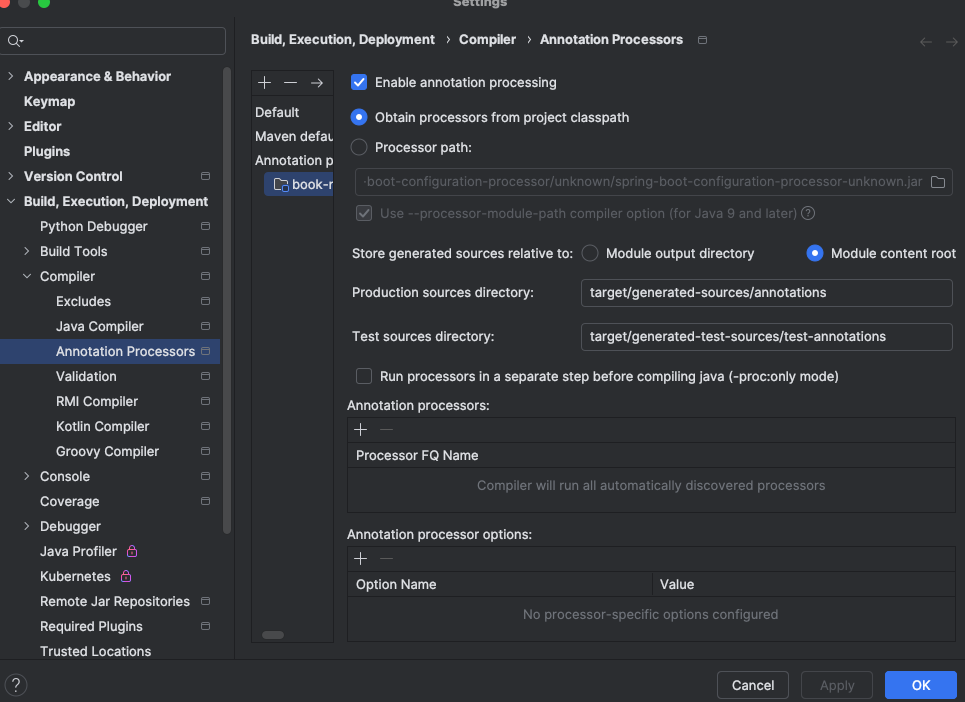 Settings
Build, Execution, Deployment › Compiler › Annotation Processors
Appearance & Behavior
Keymap
Editor
Plugins
Version Control
Build, Execution, Deployment
Python Debugger
Build Tools
Compiler
Excludes
Java Compiler
Annotation Processors
Validation
RMI Compiler
Kotlin Compiler
Groovy Compiler
Console
Coverage
Debugger
Java Profiler
Kubernetes
Remote Jar Repositories
Required Plugins
Trusted Locations
Default
Maven defau
Annotation p
book-r
Enable annotation processing
Obtain processors from project classpath
Processor path:
-boot-configuration-processor/unknown/spring-boot-configuration-processor-unknown.jar
Use --processor-module-path compiler option (for Java 9 and later) ?
Store generated sources relative to: Module output directory Module content root
Production sources directory: target/generated-sources/annotations
Test sources directory: target/generated-test-sources/test-annotations
Run processors in a separate step before compiling java (-proc:only mode)
Annotation processors:
Processor FQ Name
Compiler will run all automatically discovered processors
Annotation processor options:
Option Name Value
No processor-specific options configured
? Cancel Apply OK